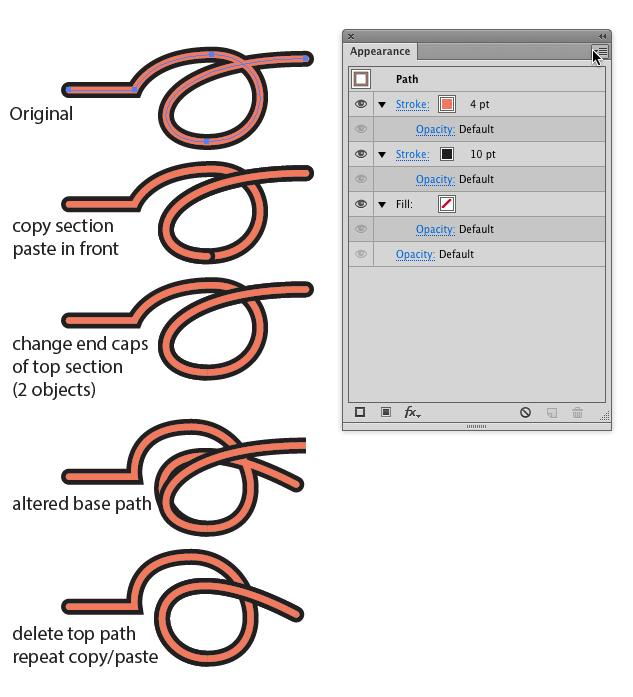 Original
copy section
paste in front
change end caps
of top section
(2 objects)
altered base path
delete top path
repeat copy/paste
Appearance
Path
Stroke: 4 pt
Opacity: Default
Stroke: 10 pt
Opacity: Default
Fill:
Opacity: Default
Opacity: Default
fx